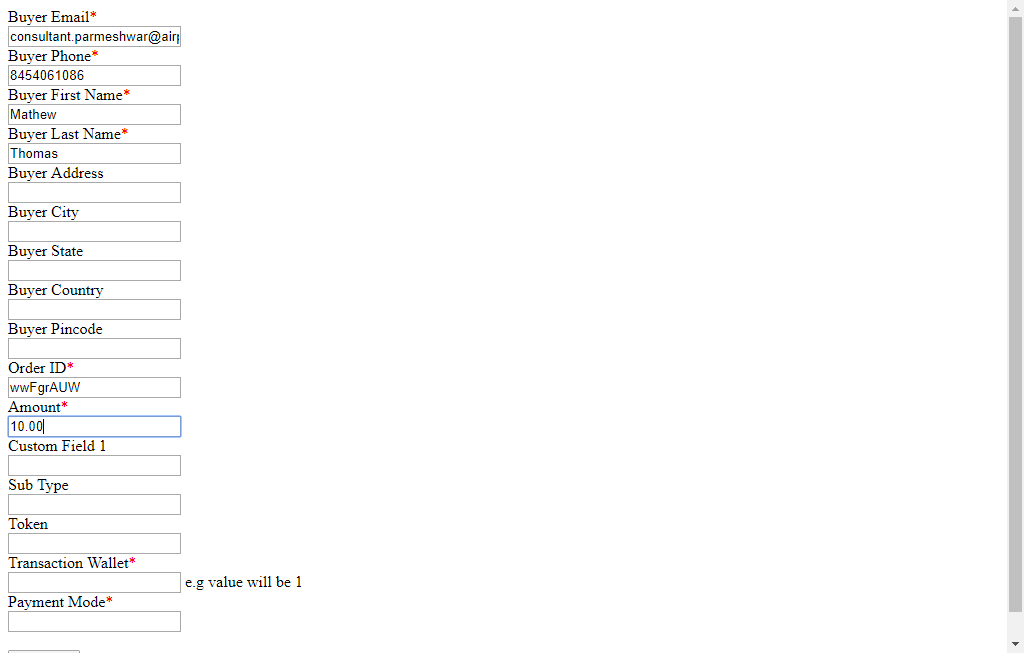 Buyer Email*
consultant.parmeshwar@air
Buyer Phone*
8454061086
Buyer First Name*
Mathew
Buyer Last Name*
Thomas
Buyer Address
Buyer City
Buyer State
Buyer Country
Buyer Pincode
Order ID*
wwFgrAUW
Amount*
10.00
Custom Field 1
Sub Type
Token
Transaction Wallet*
e.g value will be 1
Payment Mode*